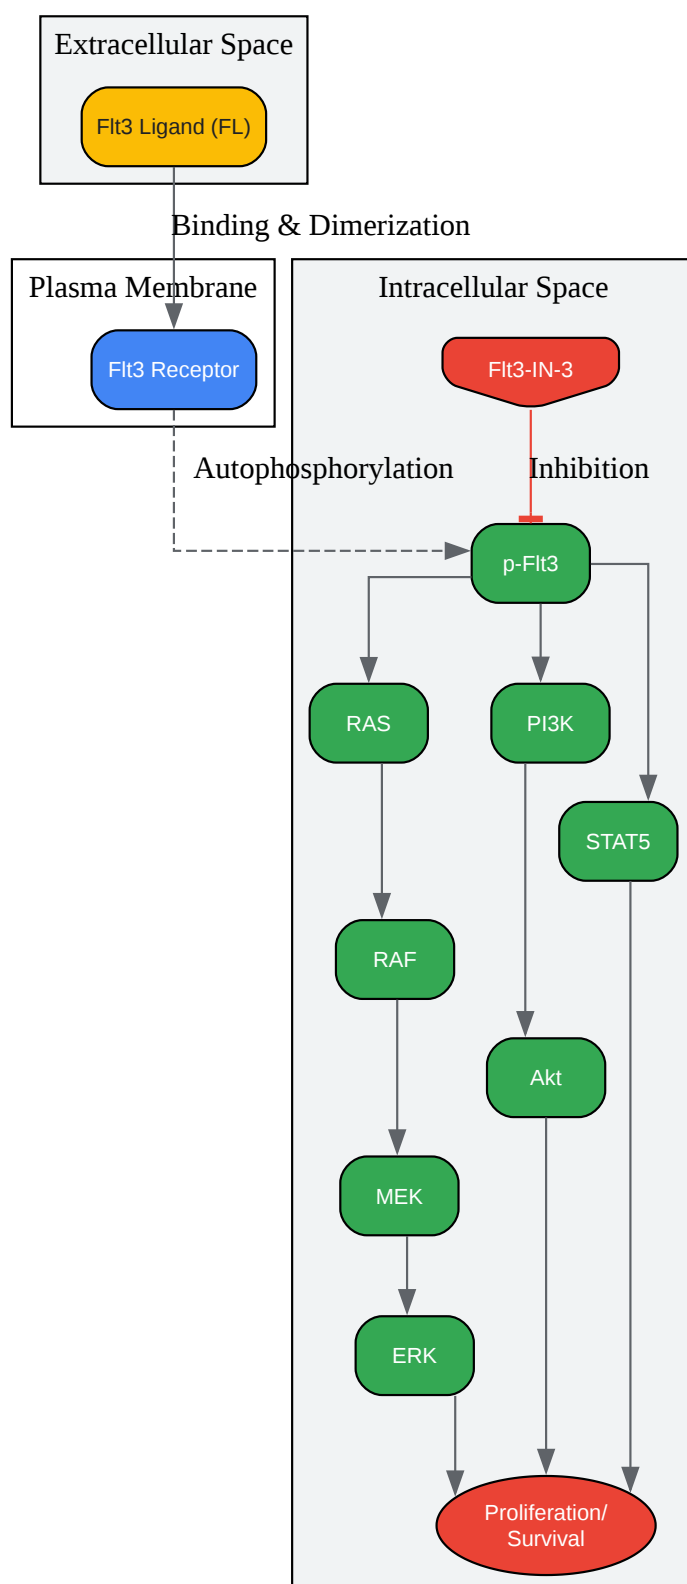 Extracellular Space
Flt3 Ligand (FL)
Binding & Dimerization
Plasma Membrane
Intracellular Space
Flt3 Receptor
Flt3-IN-3
Autophosphorylation
Inhibition
p-Flt3
RAS
PI3K
STAT5
RAF
Akt
MEK
ERK
Proliferation/
Survival